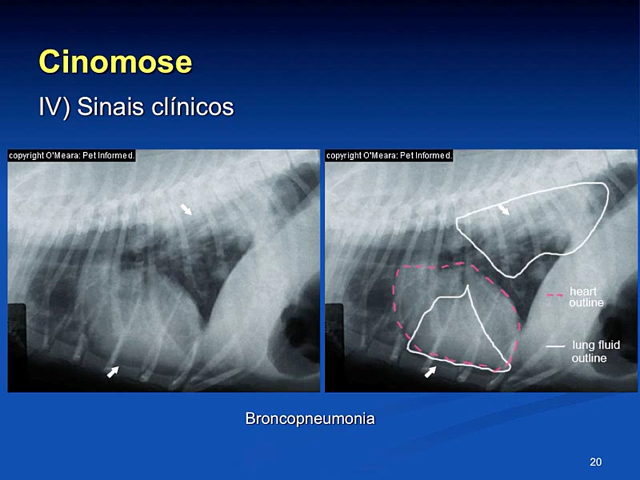 Cinomose
IV) Sinais clínicos
copyright O'Meara: Pet Informed.
copyright O'Meara: Pet Informed.
heart
outline
lung fluid
outline
Broncopneumonia
20